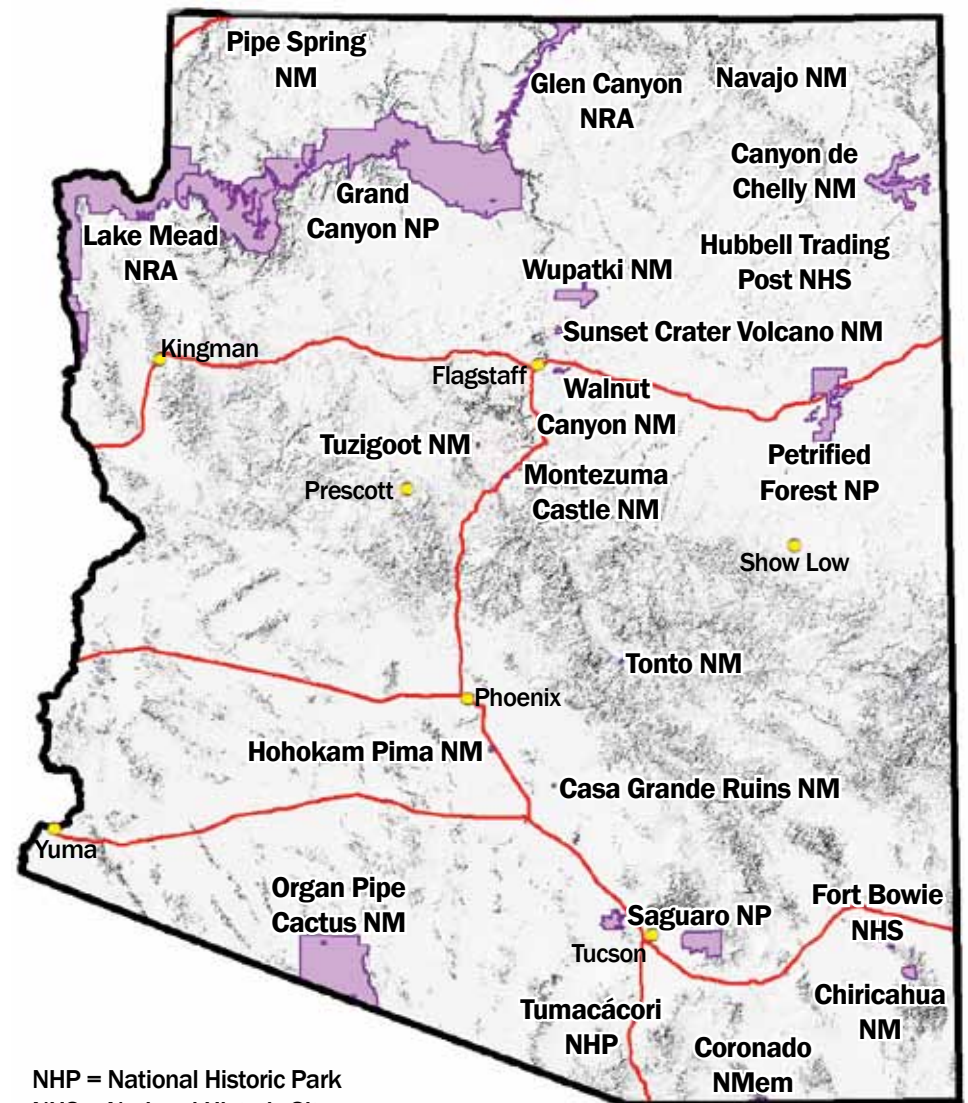 Pipe Spring
NM
Glen Canyon
NRA
Navajo NM
Canyon de
Chelly NM
Grand
Canyon NP
Lake Mead
NRA
Hubbell Trading
Post NHS
Wupatki NM
Sunset Crater Volcano NM
Kingman
Flagstaff
Walnut
Canyon NM
Tuzigoot NM
Petrified
Forest NP
Prescott
Montezuma
Castle NM
Show Low
Tonto NM
Phoenix
Hohokam Pima NM
Casa Grande Ruins NM
Yuma
Organ Pipe
Cactus NM
Saguaro NP
Fort Bowie
NHS
Tucson
Tumacácori
NHP
Chiricahua
NM
Coronado
NMem
NHP = National Historic Park